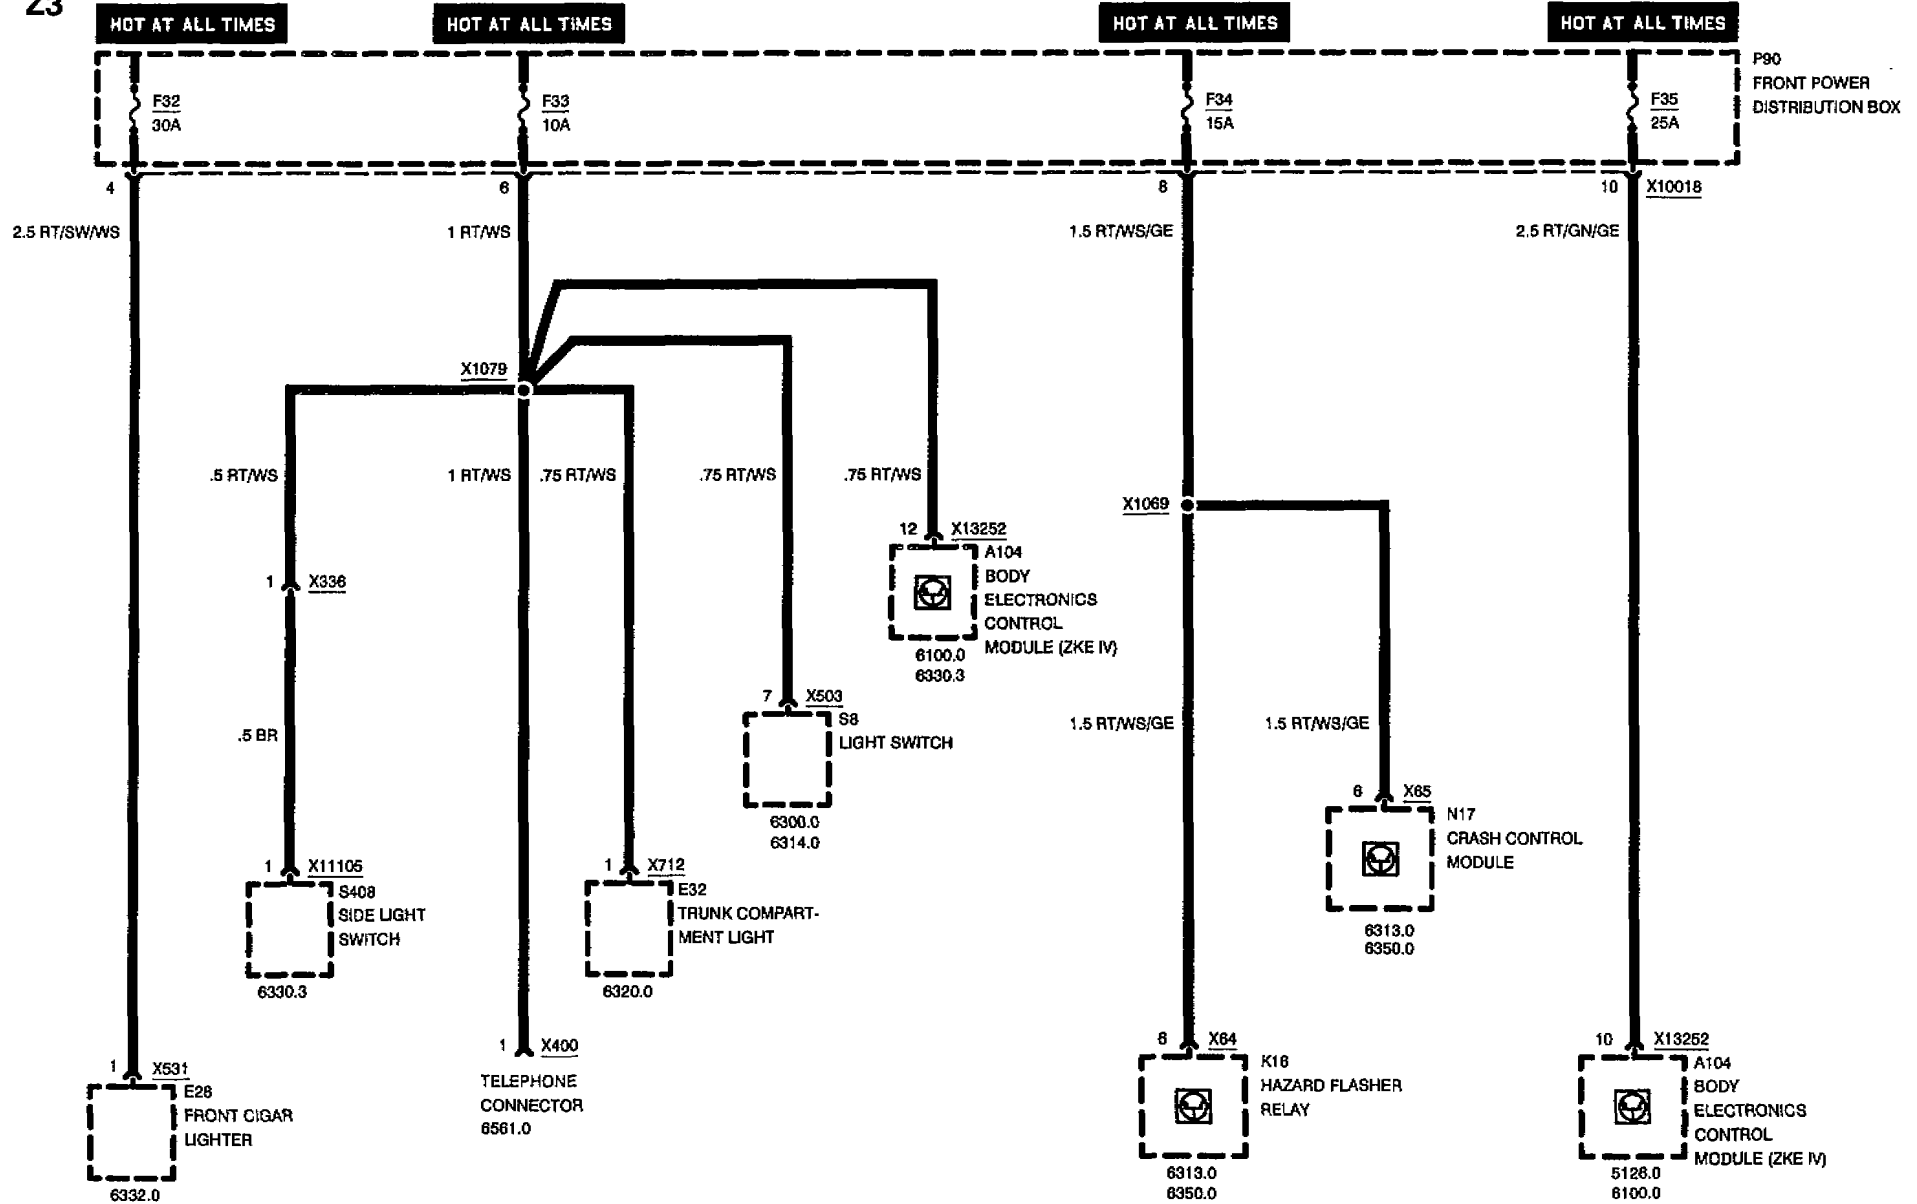 Z3
HOT AT ALL TIMES
HOT AT ALL TIMES
HOT AT ALL TIMES
HOT AT ALL TIMES
P90
FRONT POWER
DISTRIBUTION BOX
F32
30A
F33
10A
F34
15A
F35
25A
4
6
8
10
X10018
2.5 RT/SW/WS
1 RT/WS
1.5 RT/WS/GE
2.5 RT/GN/GE
X1079
.5 RT/WS
1 RT/WS
.75 RT/WS
.75 RT/WS
.75 RT/WS
X1069
12
X13252
A104
BODY
ELECTRONICS
CONTROL
MODULE (ZKE IV)
6100.0
6330.3
1
X336
7
X503
S8
LIGHT SWITCH
6300.0
6314.0
.5 BR
1.5 RT/WS/GE
1.5 RT/WS/GE
6
X65
N17
CRASH CONTROL
MODULE
6313.0
6350.0
1
X11105
S408
SIDE LIGHT
SWITCH
6330.3
1
X712
E32
TRUNK COMPART-
MENT LIGHT
6320.0
1
X531
E28
FRONT CIGAR
LIGHTER
6332.0
1
X400
TELEPHONE
CONNECTOR
6561.0
8
X64
K16
HAZARD FLASHER
RELAY
6313.0
6350.0
10
X13252
A104
BODY
ELECTRONICS
CONTROL
MODULE (ZKE IV)
5126.0
6100.0